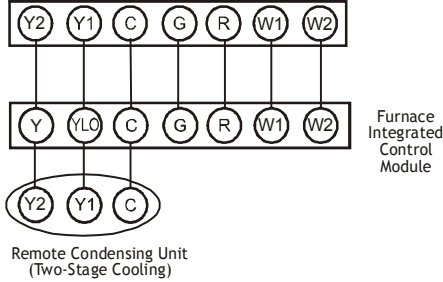 Y2 Y1 C G R W1 W2
Y YLO C G R W1 W2
Furnace
Integrated
Control
Module
Y2 Y1 C
Remote Condensing Unit
(Two-Stage Cooling)